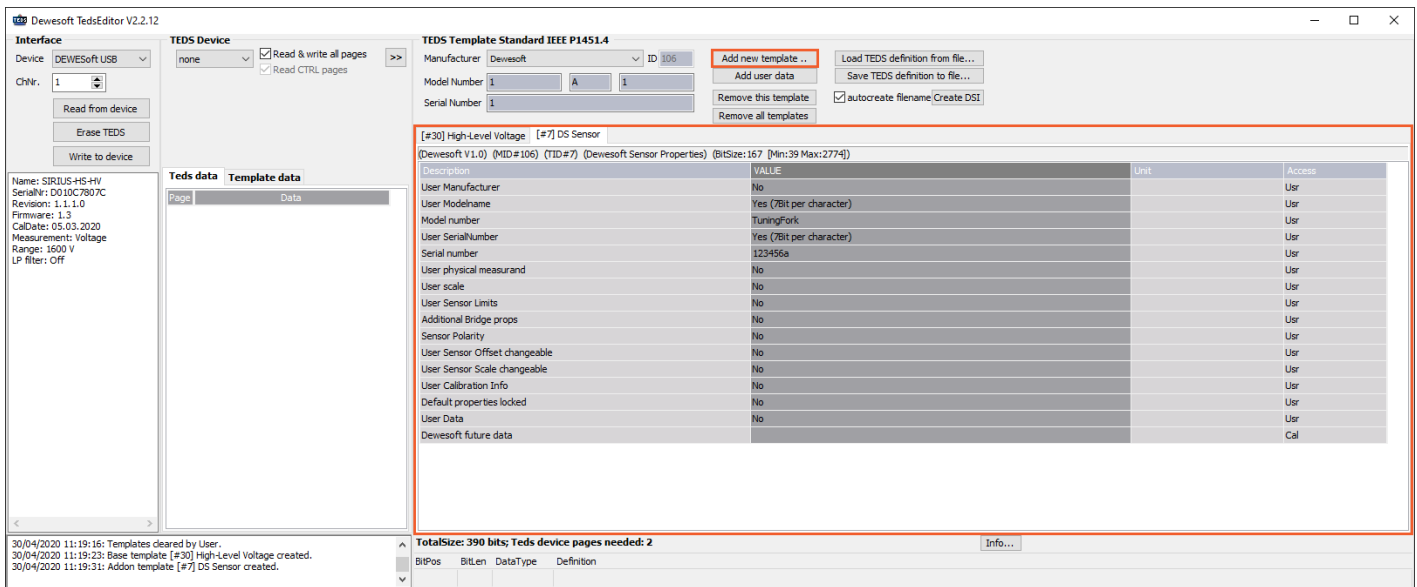 TEDS Dewesoft TedsEditor V2.2.12
Interface
Device DEWESoft USB
ChNr. 1
Read from device
Erase TEDS
Write to device
TEDS Device
none
Read & write all pages
>>
Read CTRL pages
TEDS Template Standard IEEE P1451.4
Manufacturer Dewesoft ID 106
Model Number 1 A 1
Serial Number 1
Add new template ..
Add user data
Remove this template
Remove all templates
Load TEDS definition from file...
Save TEDS definition to file...
autocreate filename Create DSI
Name: SIRIUS-HS-HV
SerialNr: D010C7807C
Revision: 1.1.1.0
Firmware: 1.3
CalDate: 05.03.2020
Measurement: Voltage
Range: 1600 V
LP filter: Off
Teds data Template data
Page Data
[#30] High-Level Voltage [#7] DS Sensor
(Dewesoft V1.0) (MID#106) (TID#7) (Dewesoft Sensor Properties) (BitSize:167 [Min:39 Max:2774])
Description VALUE Unit Access
User Manufacturer No Usr
User Modelname Yes (7Bit per character) Usr
Model number TuningFork Usr
User SerialNumber Yes (7Bit per character) Usr
Serial number 123456a Usr
User physical measurand No Usr
User scale No Usr
User Sensor Limits No Usr
Additional Bridge props No Usr
Sensor Polarity No Usr
User Sensor Offset changeable No Usr
User Sensor Scale changeable No Usr
User Calibration Info No Usr
Default properties locked No Usr
User Data No Usr
Dewesoft future data Cal
30/04/2020 11:19:16: Templates cleared by User.
30/04/2020 11:19:23: Base template [#30] High-Level Voltage created.
30/04/2020 11:19:31: Addon template [#7] DS Sensor created.
TotalSize: 390 bits; Teds device pages needed: 2
Info...
BitPos BitLen DataType Definition